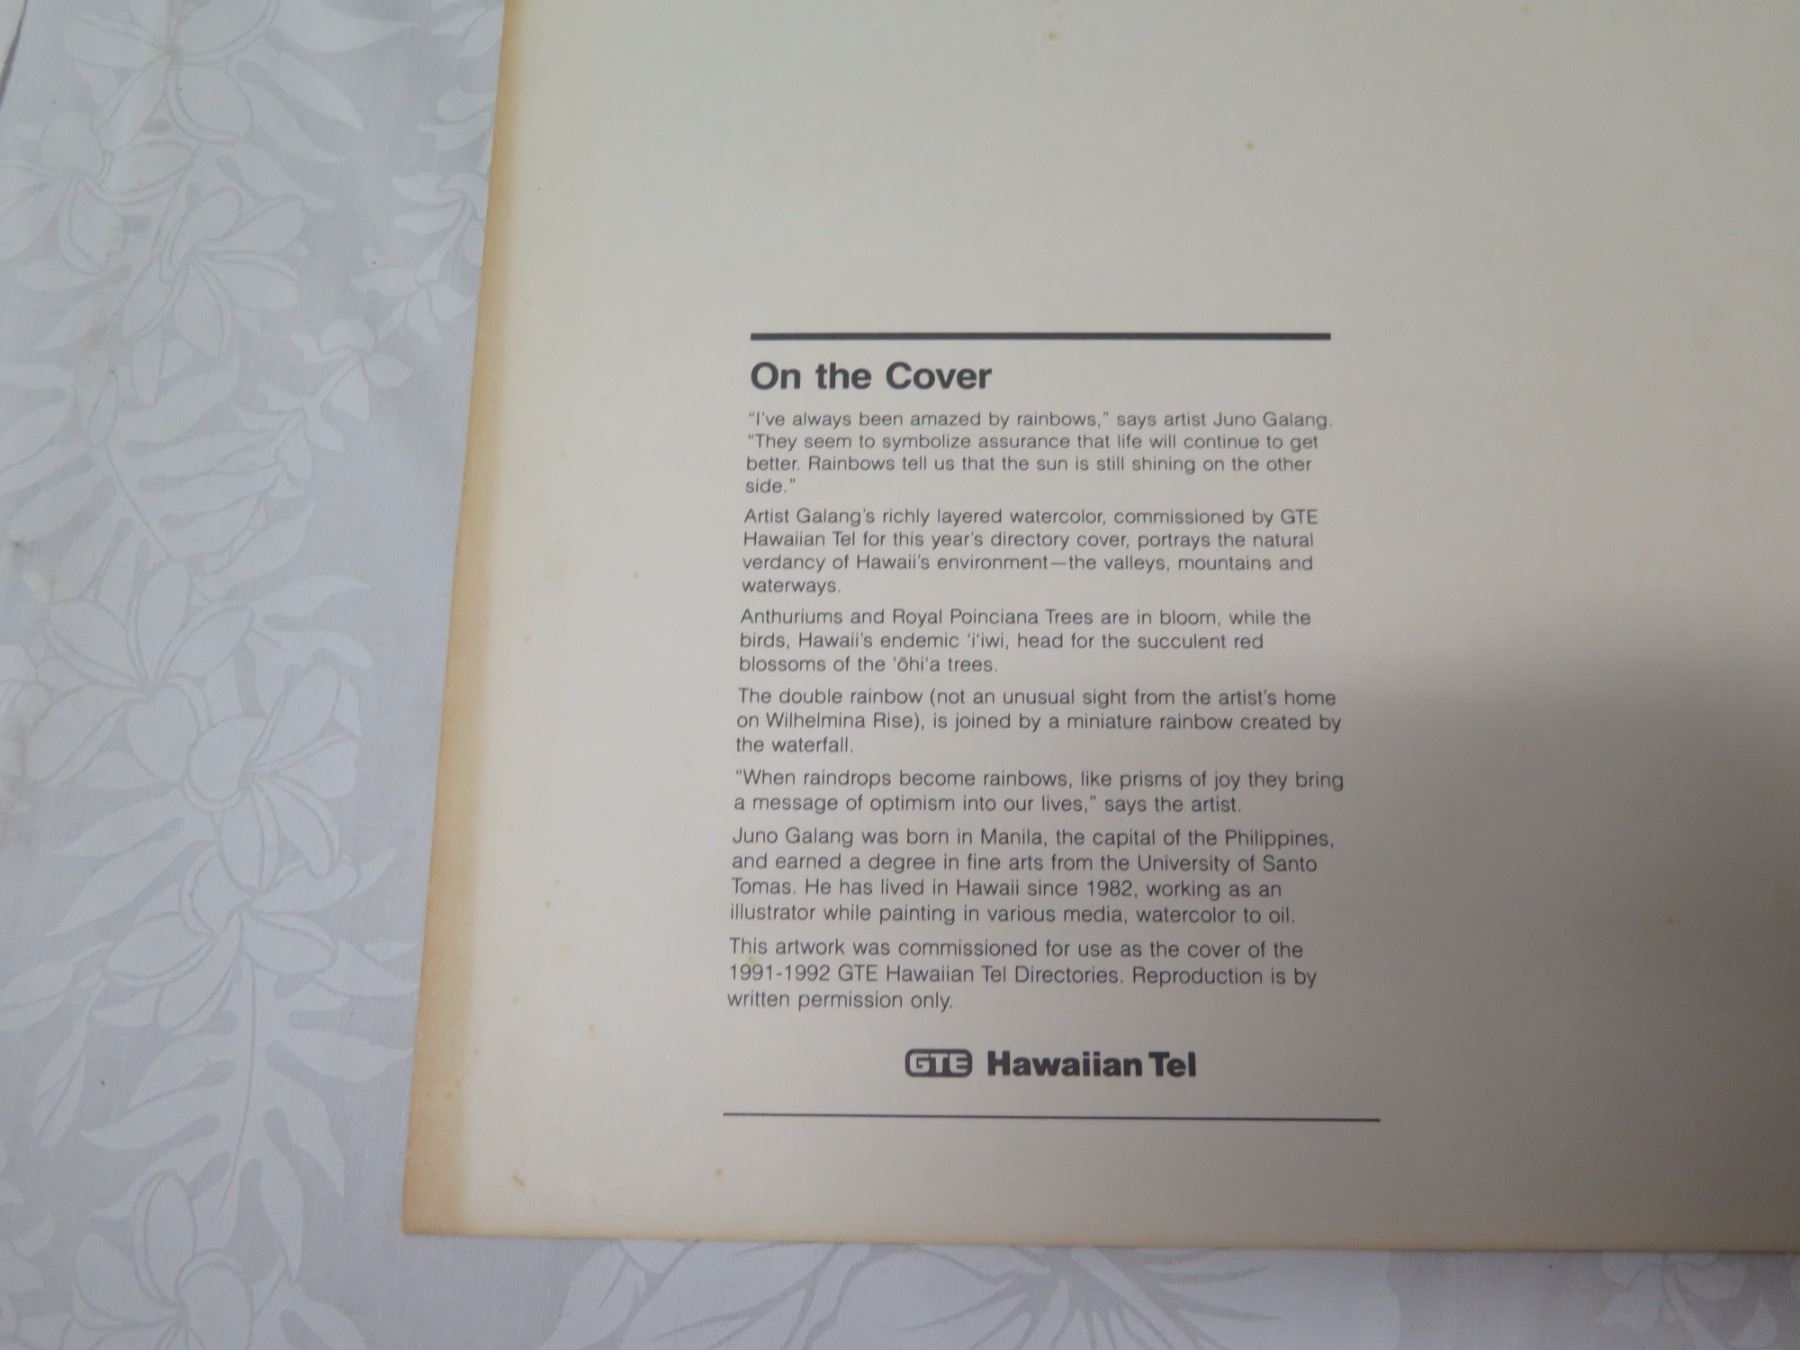 On the Cover
“I’ve always been amazed by rainbows,” says artist Juno Galang.
“They seem to symbolize assurance that life will continue to get
better. Rainbows tell us that the sun is still shining on the other
side.”
Artist Galang’s richly layered watercolor, commissioned by GTE
Hawaiian Tel for this year’s directory cover, portrays the natural
verdancy of Hawaii’s environment—the valleys, mountains and
waterways.
Anthuriums and Royal Poinciana Trees are in bloom, while the
birds, Hawaii’s endemic ‘i‘iwi, head for the succulent red
blossoms of the ‘ōhi‘a trees.
The double rainbow (not an unusual sight from the artist’s home
on Wilhelmina Rise), is joined by a miniature rainbow created by
the waterfall.
“When raindrops become rainbows, like prisms of joy they bring
a message of optimism into our lives,” says the artist.
Juno Galang was born in Manila, the capital of the Philippines,
and earned a degree in fine arts from the University of Santo
Tomas. He has lived in Hawaii since 1982, working as an
illustrator while painting in various media, watercolor to oil.
This artwork was commissioned for use as the cover of the
1991-1992 GTE Hawaiian Tel Directories. Reproduction is by
written permission only.
GTE Hawaiian Tel